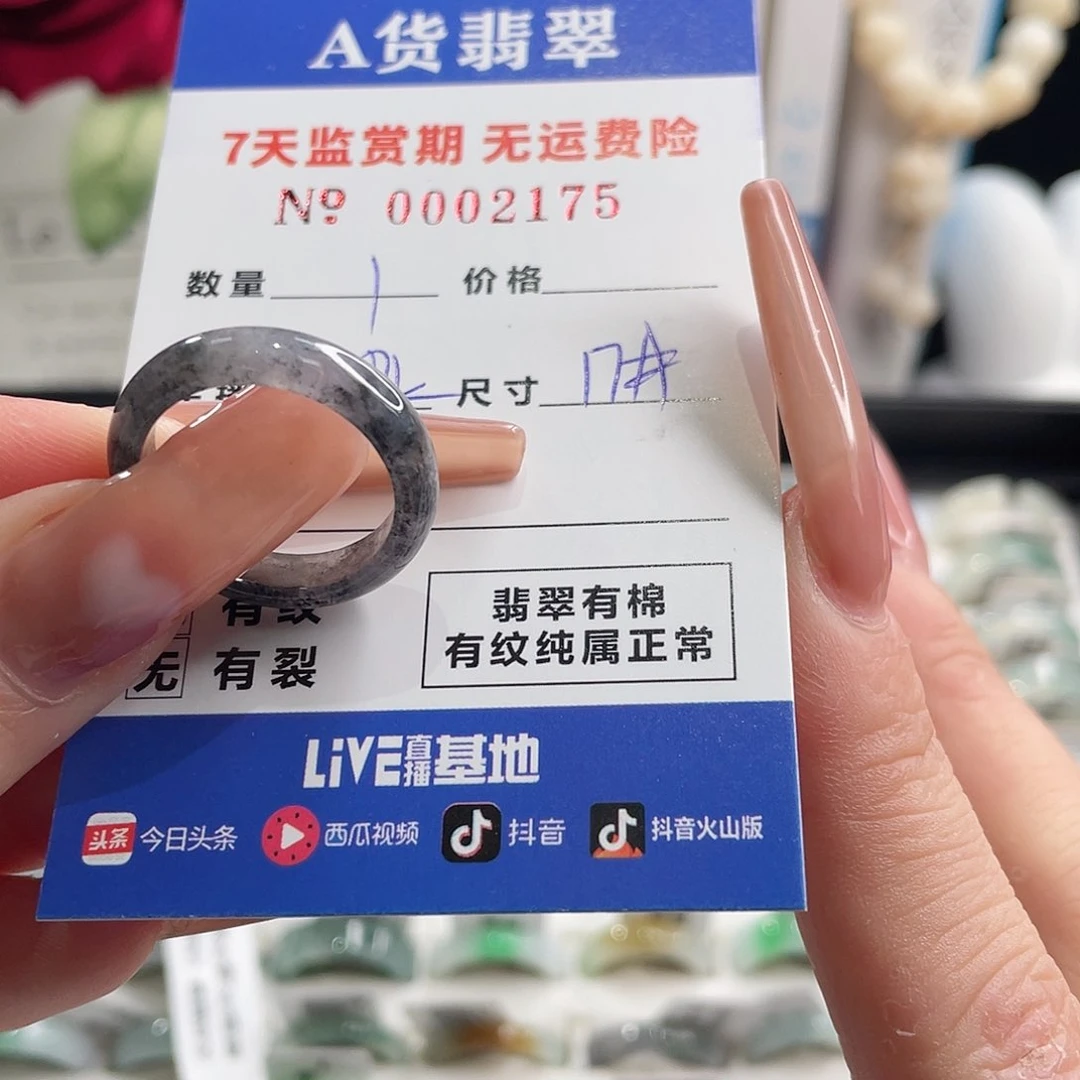 A货翡翠
7天监赏期 无运费险
Nº 0002175
数量 1 价格
尺寸 17#
有纹
无 有裂
翡翠有棉
有纹纯属正常
LiVE直播基地
头条 今日头条 西瓜视频 抖音 抖音火山版